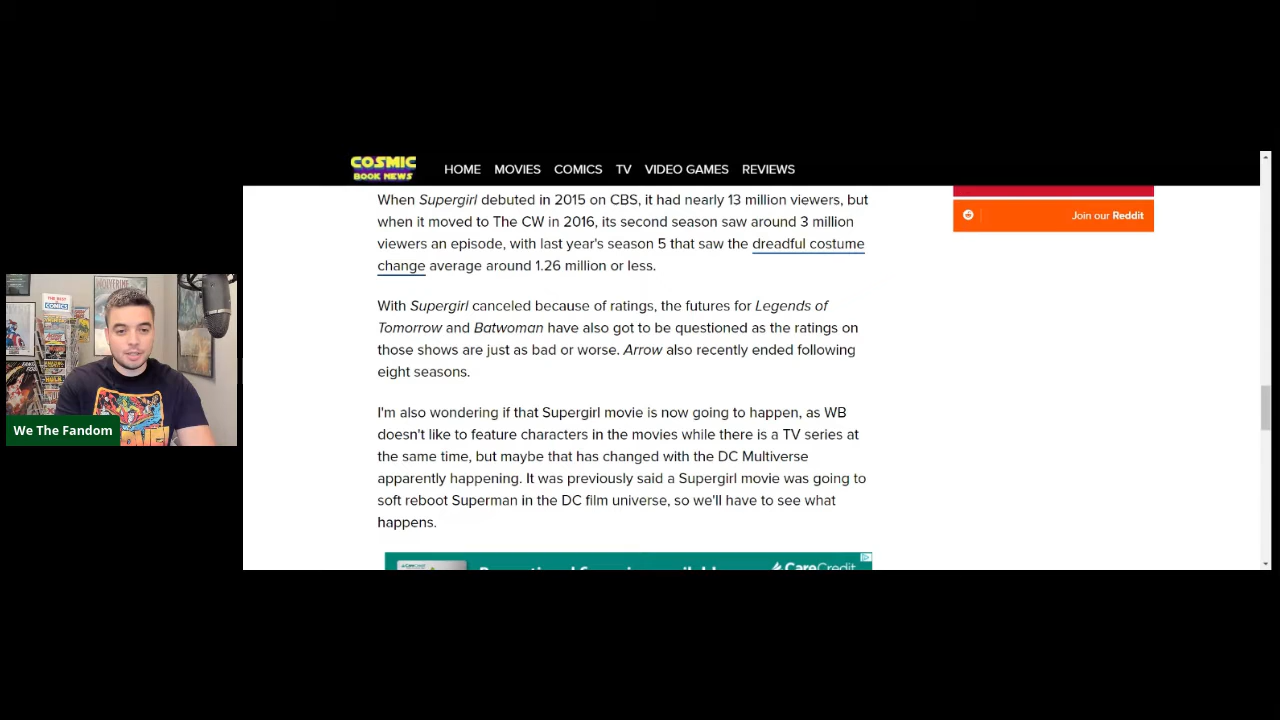 COSMIC
BOOK NEWS
HOME
MOVIES
COMICS
TV
VIDEO GAMES
REVIEWS
When Supergirl debuted in 2015 on CBS, it had nearly 13 million viewers, but
when it moved to The CW in 2016, its second season saw around 3 million
viewers an episode, with last year's season 5 that saw the dreadful costume
change average around 1.26 million or less.
With Supergirl canceled because of ratings, the futures for Legends of
Tomorrow and Batwoman have also got to be questioned as the ratings on
those shows are just as bad or worse. Arrow also recently ended following
eight seasons.
I'm also wondering if that Supergirl movie is now going to happen, as WB
doesn't like to feature characters in the movies while there is a TV series at
the same time, but maybe that has changed with the DC Multiverse
apparently happening. It was previously said a Supergirl movie was going to
soft reboot Superman in the DC film universe, so we'll have to see what
happens.
Join our Reddit
CareCredit
We The Fandom